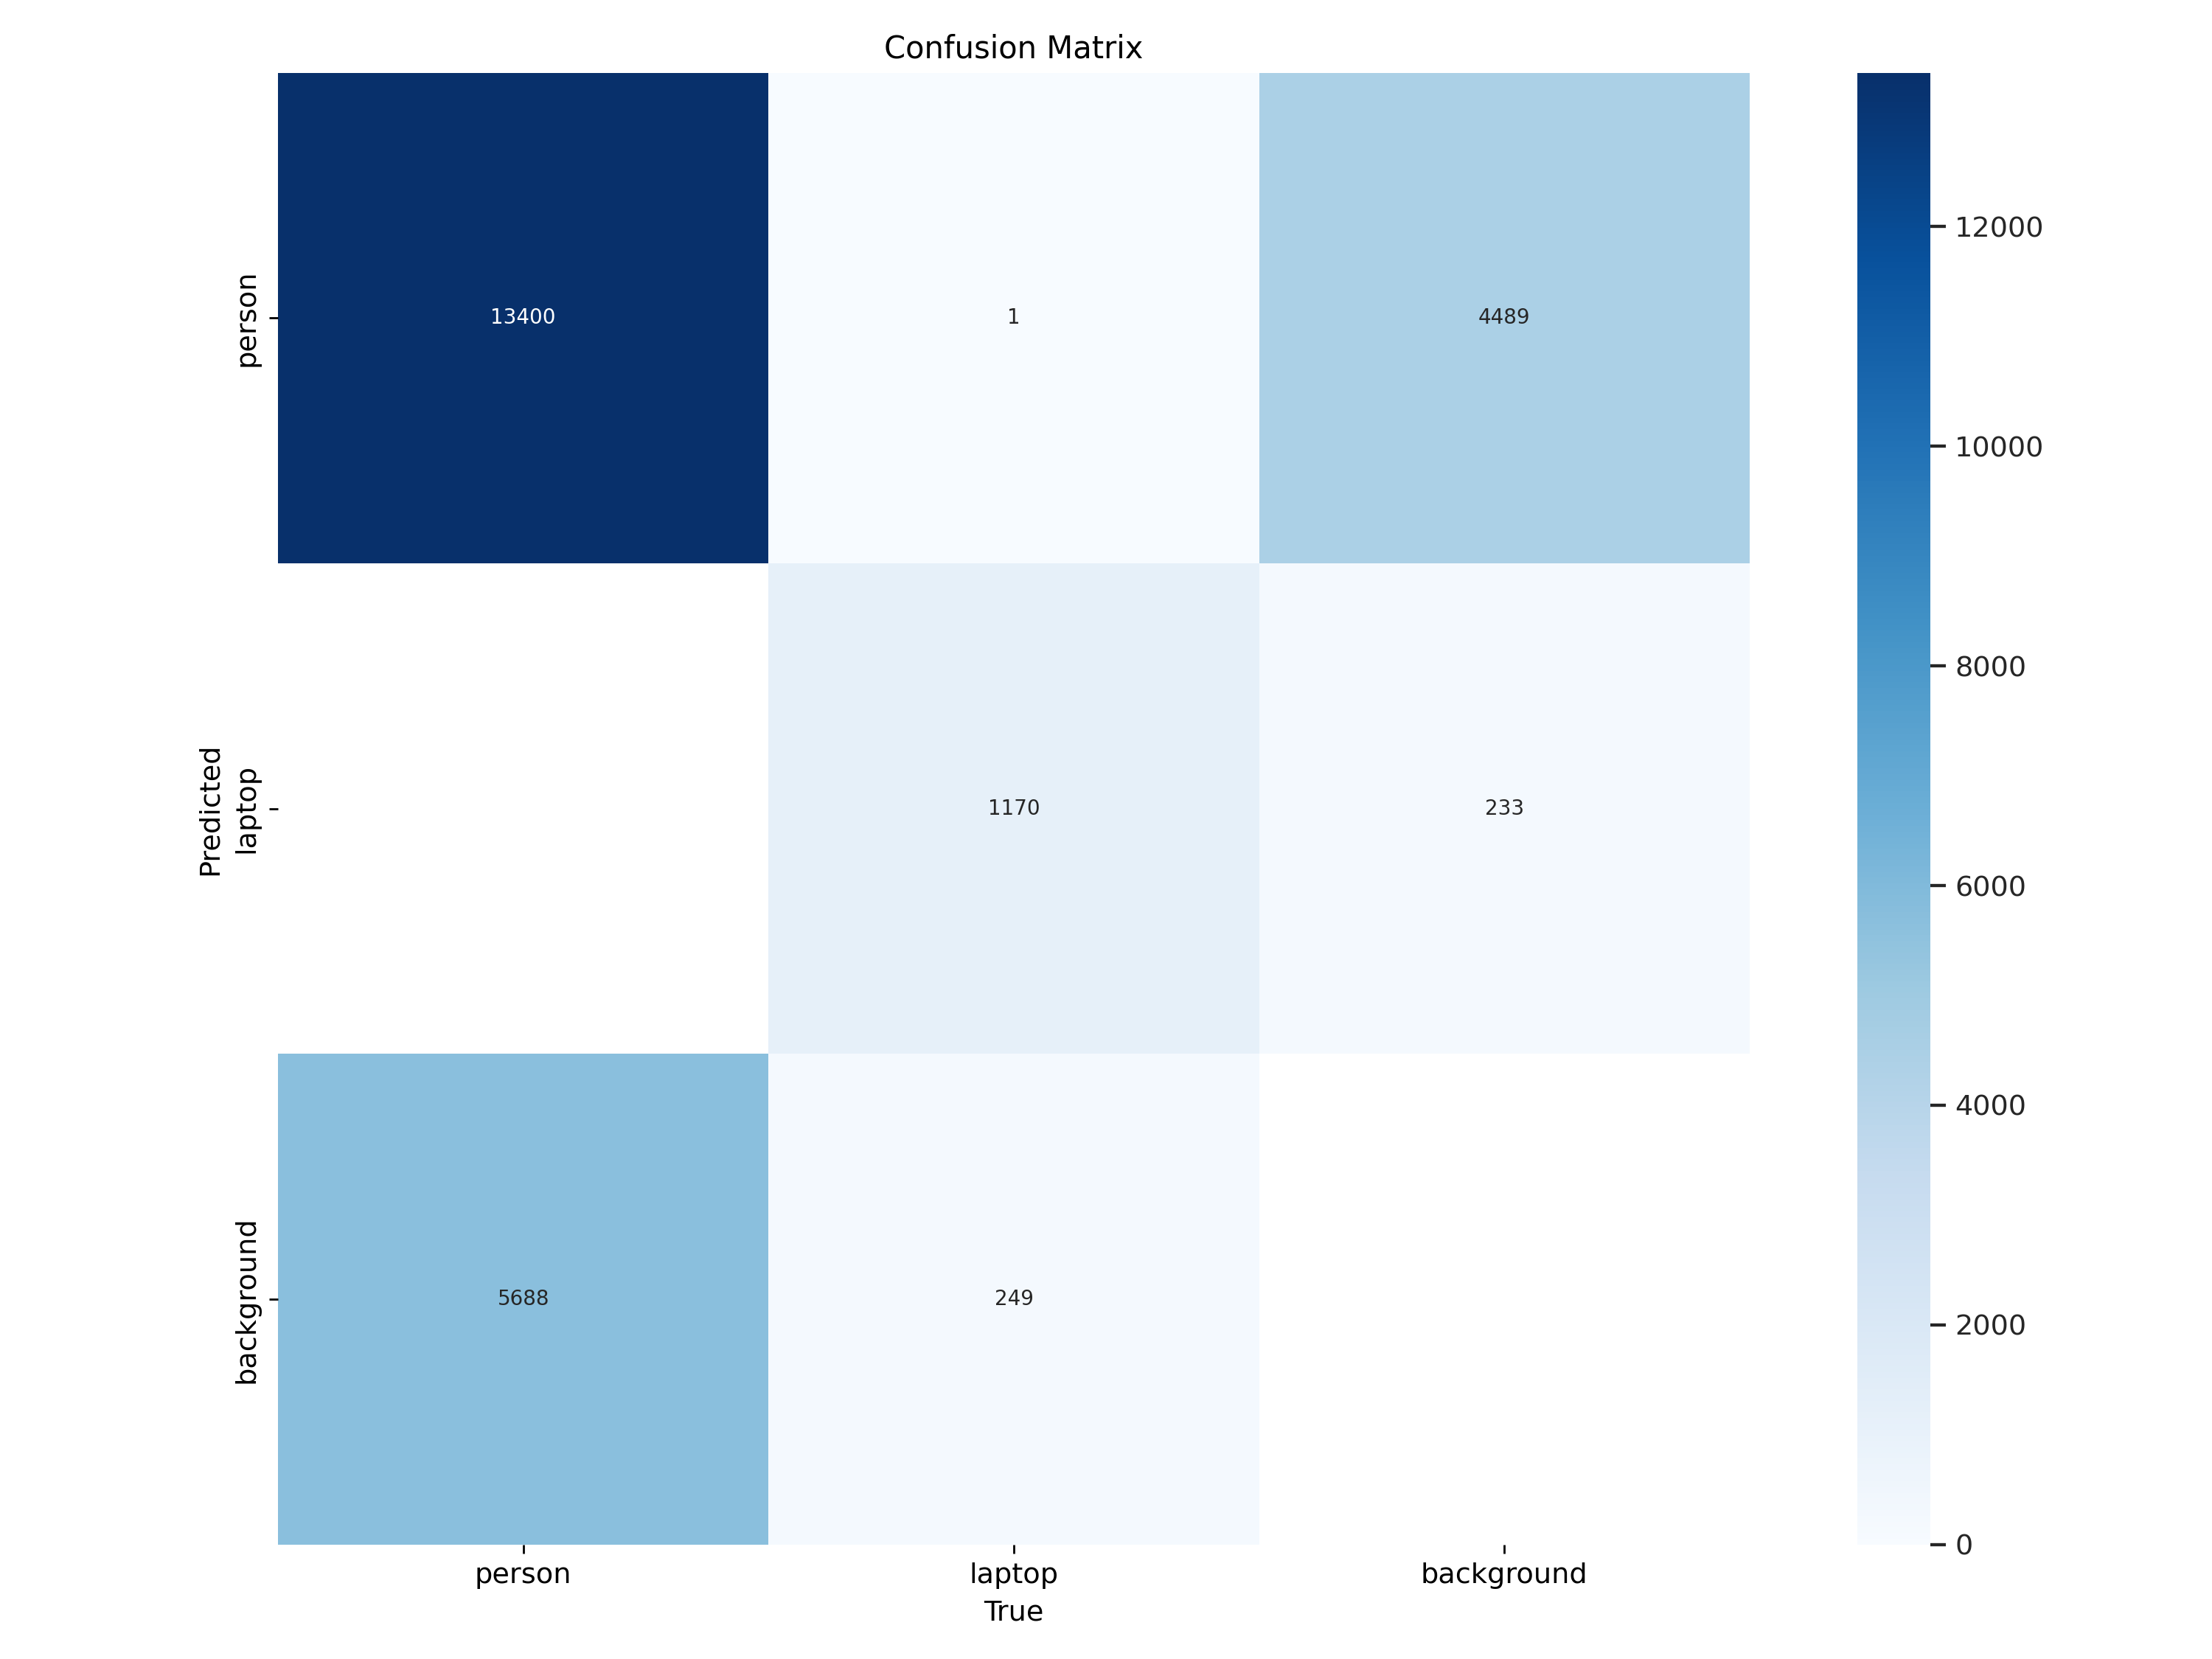 Confusion Matrix
person
13400
1
4489
Predicted
laptop
1170
233
background
5688
249
person
laptop
background
True
12000
10000
8000
6000
4000
2000
0